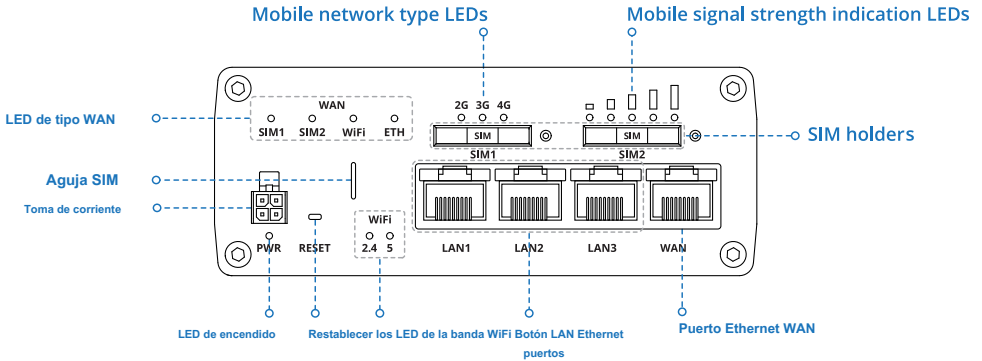 Mobile network type LEDs
Mobile signal strength indication LEDs
WAN
2G 3G 4G
LED de tipo WAN
SIM1 SIM2 WiFi ETH
SIM
SIM
SIM holders
SIM1
SIM2
Aguja SIM
Toma de corriente
WiFi
PWR
RESET
2.4 5
LAN1
LAN2
LAN3
WAN
LED de encendido
Restablecer los LED de la banda WiFi Botón LAN Ethernet
puertos
Puerto Ethernet WAN